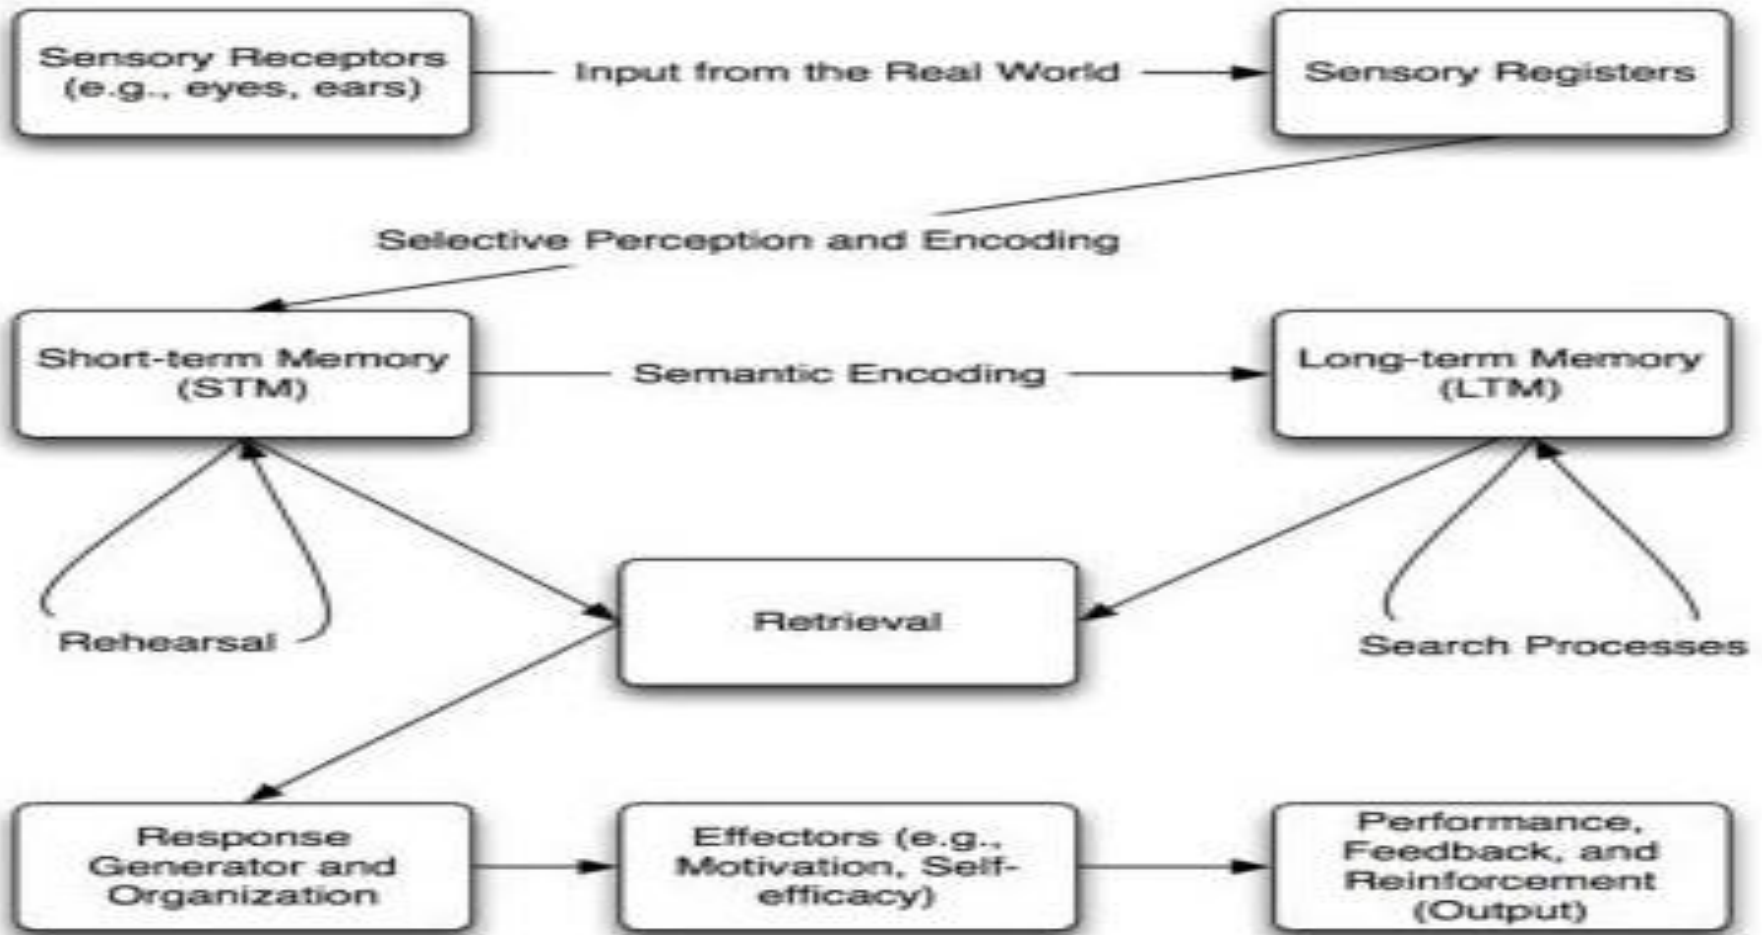 Sensory Receptors
(e.g., eyes, ears)
Input from the Real World
Sensory Registers
Selective Perception and Encoding
Short-term Memory
(STM)
Semantic Encoding
Long-term Memory
(LTM)
Rehearsal
Retrieval
Search Processes
Response
Generator and
Organization
Effectors (e.g.,
Motivation, Self-
efficacy)
Performance,
Feedback, and
Reinforcement
(Output)